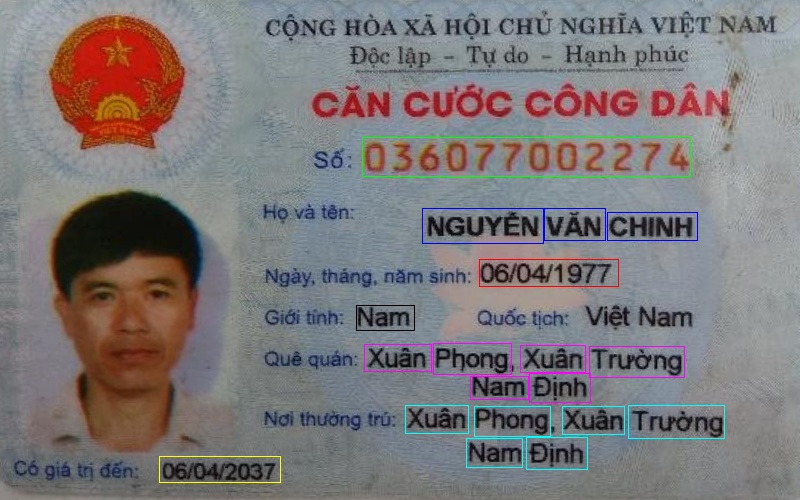 CỘNG HÒA XÃ HỘI CHỦ NGHĨA VIỆT NAM
Độc lập - Tự do - Hạnh phúc
CĂN CƯỚC CÔNG DÂN
Số: 036077002274
Họ và tên: NGUYỄN VĂN CHINH
Ngày, tháng, năm sinh: 06/04/1977
Giới tính: Nam Quốc tịch: Việt Nam
Quê quán: Xuân Phong, Xuân Trường
Nam Định
Nơi thường trú: Xuân Phong, Xuân Trường
Nam Định
Có giá trị đến: 06/04/2037